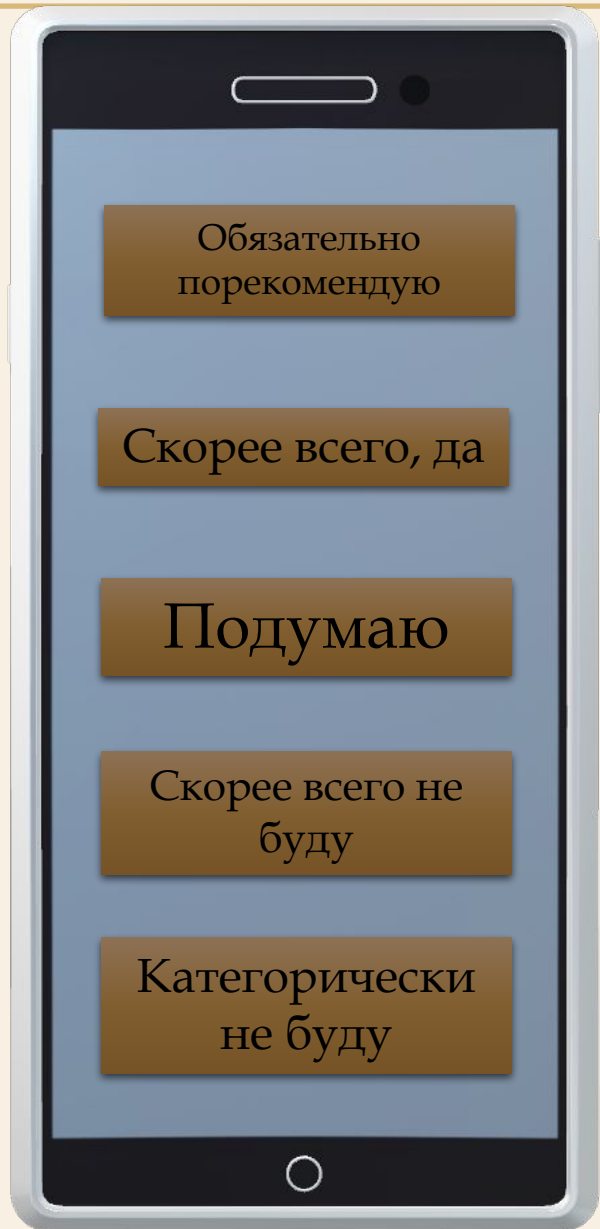 Обязательно
порекомендую
Скорее всего, да
Подумаю
Скорее всего не
буду
Категорически
не буду